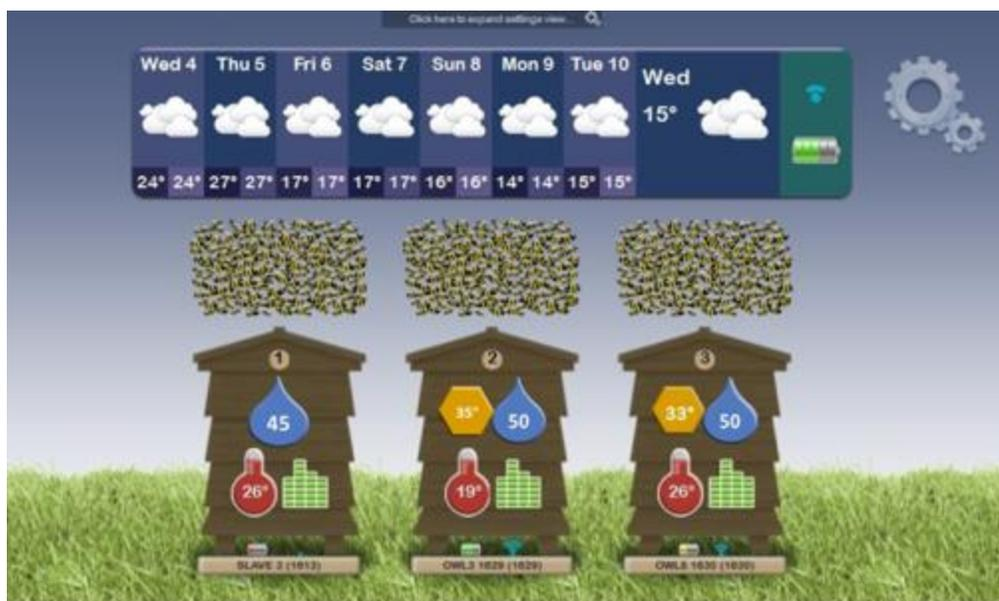 Click here to expand settings view...
Wed 4 Thu 5 Fri 6 Sat 7 Sun 8 Mon 9 Tue 10
Wed
15°
24° 24° 27° 27° 17° 17° 17° 17° 16° 16° 14° 14° 15° 15°
1 2 3
45 35° 50 33° 50
26° 19° 26°
SLAVE 2 (1613) OWL3 1629 (1629) OWL5 1630 (1630)